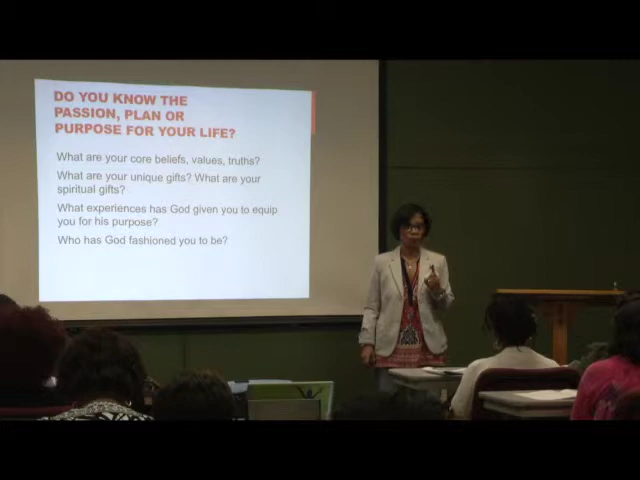 DO YOU KNOW THE
PASSION, PLAN OR
PURPOSE FOR YOUR LIFE?
What are your core beliefs, values, truths?
What are your unique gifts? What are your
spiritual gifts?
What experiences has God given you to equip
you for his purpose?
Who has God fashioned you to be?